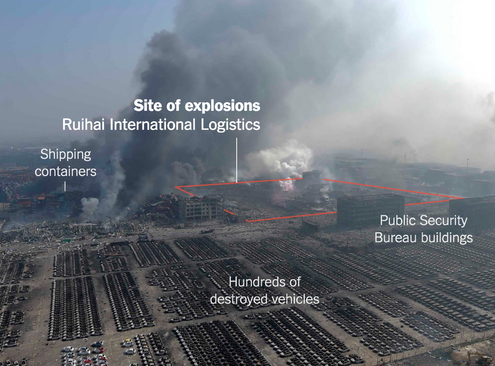 Site of explosions
Ruihai International Logistics
Shipping
containers
Public Security
Bureau buildings
Hundreds of
destroyed vehicles